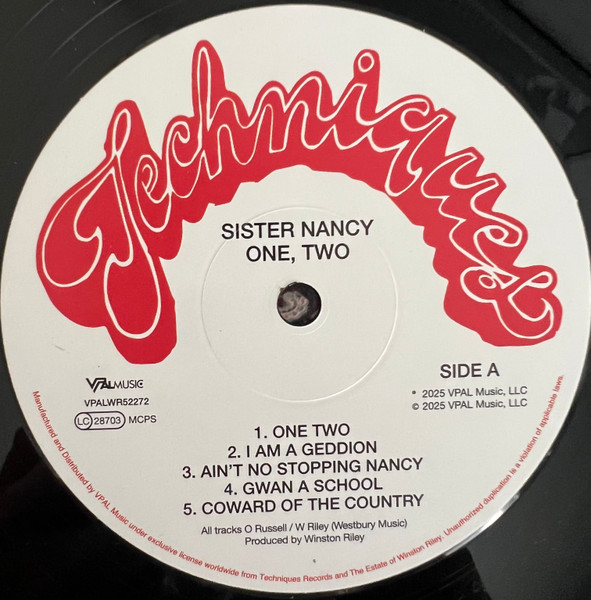 Techniques
SISTER NANCY
ONE, TWO
SIDE A
VPAL MUSIC
VPALWR52272
LC 28703 MCPS
℗ 2025 VPAL Music, LLC
© 2025 VPAL Music, LLC
1. ONE TWO
2. I AM A GEDDION
3. AIN'T NO STOPPING NANCY
4. GWAN A SCHOOL
5. COWARD OF THE COUNTRY
All tracks O Russell / W Riley (Westbury Music)
Produced by Winston Riley
Manufactured and Distributed by VPAL Music under exclusive license worldwide from Techniques Records and The Estate of Winston Riley. Unauthorized duplication is a violation of applicable laws.